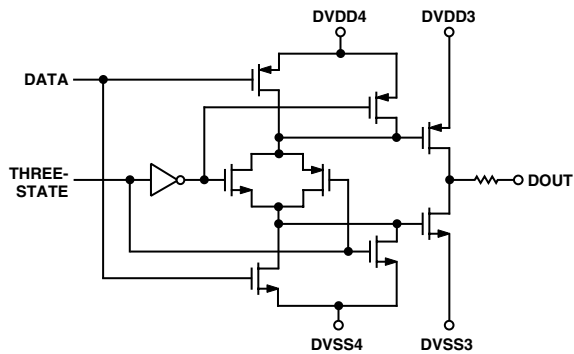 DVDD4
DVDD3
DATA
THREE-
STATE
DOUT
DVSS4
DVSS3